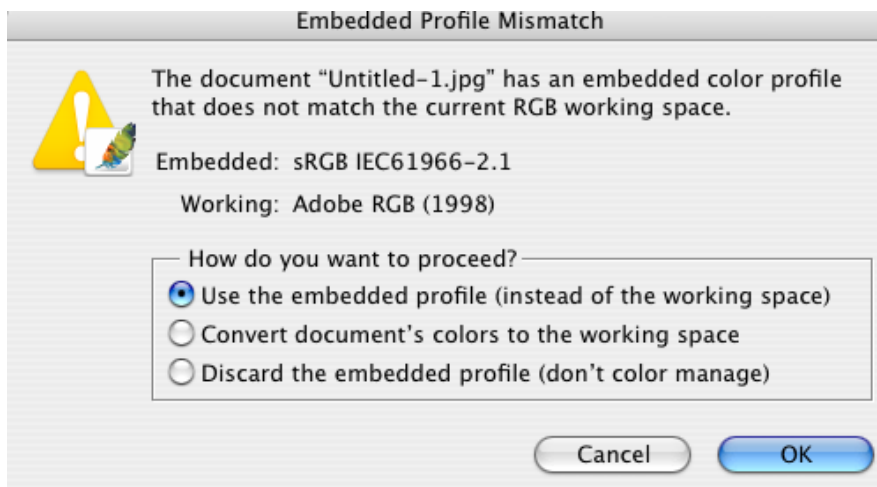 Embedded Profile Mismatch
The document “Untitled-1.jpg” has an embedded color profile
that does not match the current RGB working space.
Embedded: sRGB IEC61966-2.1
Working: Adobe RGB (1998)
How do you want to proceed?
Use the embedded profile (instead of the working space)
Convert document’s colors to the working space
Discard the embedded profile (don’t color manage)
Cancel OK